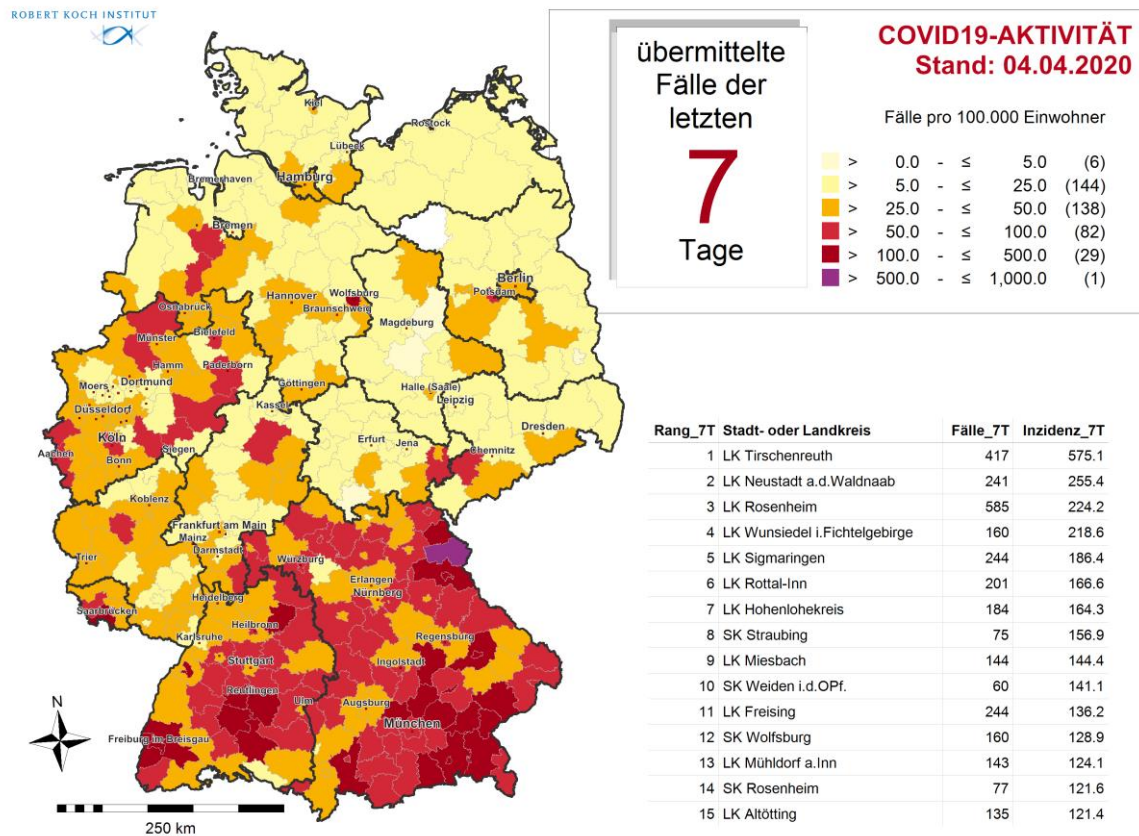 ROBERT KOCH INSTITUT
übermittelte
Fälle der
letzten
7
Tage
COVID19-AKTIVITÄT
Stand: 04.04.2020
Fälle pro 100.000 Einwohner
> 0.0 - ≤ 5.0 (6)
> 5.0 - ≤ 25.0 (144)
> 25.0 - ≤ 50.0 (138)
> 50.0 - ≤ 100.0 (82)
> 100.0 - ≤ 500.0 (29)
> 500.0 - ≤ 1,000.0 (1)
Kiel
Rostock
Lübeck
Bremerhaven
Hamburg
Bremen
Berlin
Potsdam
Hannover
Wolfsburg
Braunschweig
Osnabrück
Magdeburg
Bielefeld
Münster
Hamm
Paderborn
Moers
Dortmund
Göttingen
Halle (Saale)
Leipzig
Düsseldorf
Kassel
Dresden
Köln
Erfurt
Jena
Chemnitz
Siegen
Aachen
Bonn
Koblenz
Frankfurt am Main
Mainz
Darmstadt
Trier
Würzburg
Erlangen
Nürnberg
Heidelberg
Saarbrücken
Heilbronn
Karlsruhe
Regensburg
Stuttgart
Ingolstadt
Reutlingen
Ulm
Augsburg
München
Freiburg im Breisgau
N
250 km
Rang_7T Stadt- oder Landkreis Fälle_7T Inzidenz_7T
1 LK Tirschenreuth 417 575.1
2 LK Neustadt a.d.Waldnaab 241 255.4
3 LK Rosenheim 585 224.2
4 LK Wunsiedel i.Fichtelgebirge 160 218.6
5 LK Sigmaringen 244 186.4
6 LK Rottal-Inn 201 166.6
7 LK Hohenlohekreis 184 164.3
8 SK Straubing 75 156.9
9 LK Miesbach 144 144.4
10 SK Weiden i.d.OPf. 60 141.1
11 LK Freising 244 136.2
12 SK Wolfsburg 160 128.9
13 LK Mühldorf a.Inn 143 124.1
14 SK Rosenheim 77 121.6
15 LK Altötting 135 121.4